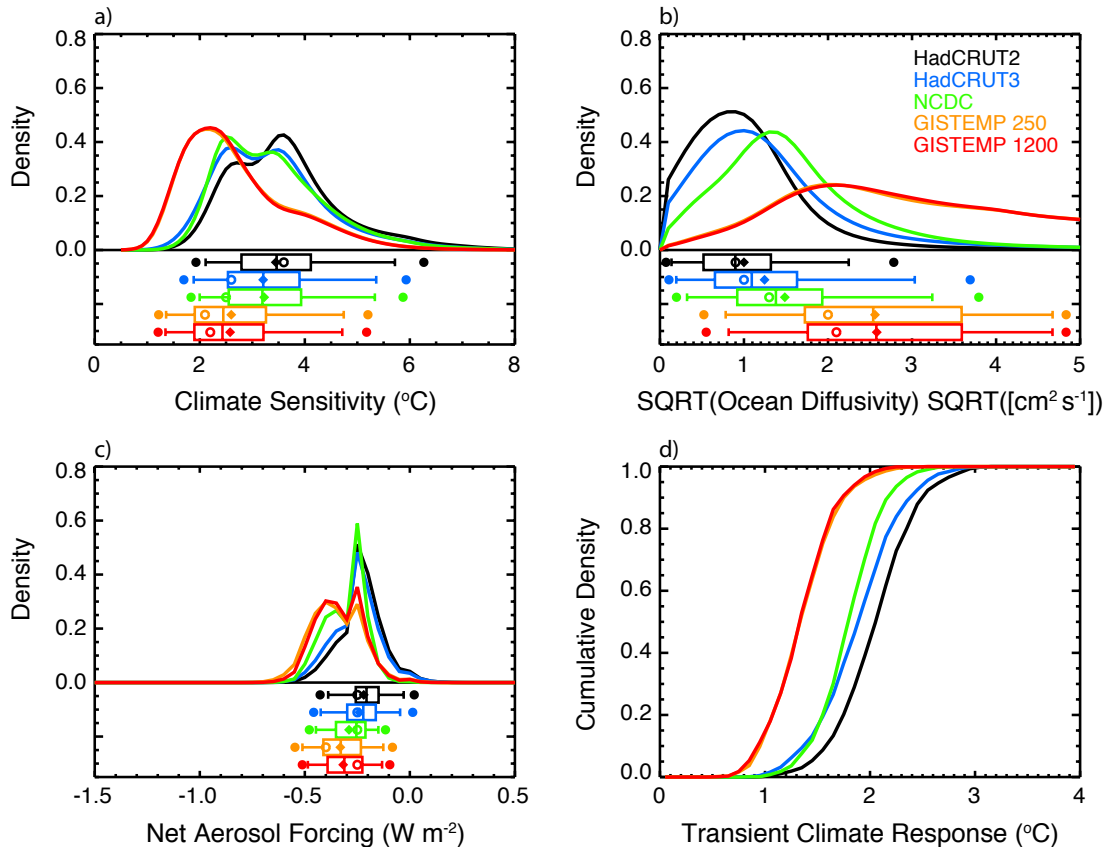 a)
0.8
0.6
0.4
0.2
0.0
Density
0 2 4 6 8
Climate Sensitivity (°C)
b)
0.8
0.6
0.4
0.2
0.0
Density
HadCRUT2
HadCRUT3
NCDC
GISTEMP 250
GISTEMP 1200
0 1 2 3 4 5
SQRT(Ocean Diffusivity) SQRT([cm² s⁻¹])
c)
0.8
0.6
0.4
0.2
0.0
Density
-1.5 -1.0 -0.5 0.0 0.5
Net Aerosol Forcing (W m⁻²)
d)
1.0
0.8
0.6
0.4
0.2
0.0
Cumulative Density
0 1 2 3 4
Transient Climate Response (°C)